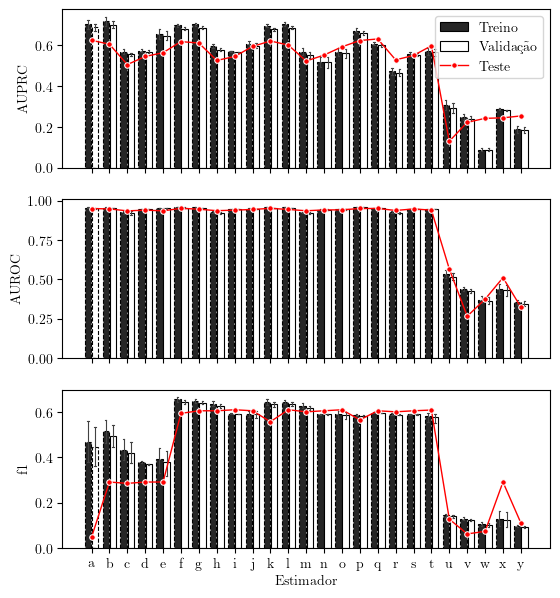 AUPRC
0.6
0.4
0.2
0.0
Treino
Validação
Teste
AUROC
1.00
0.75
0.50
0.25
0.00
f1
0.6
0.4
0.2
0.0
a b c d e f g h i j k l m n o p q r s t u v w x y
Estimador